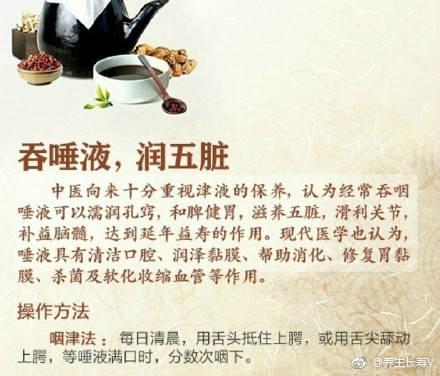 吞唾液，润五脏
中医向来十分重视津液的保养，认为经常吞咽
唾液可以濡润孔窍，和脾健胃，滋养五脏，滑利关节，
补益脑髓，达到延年益寿的作用。现代医学也认为，
唾液具有清洁口腔、润泽黏膜、帮助消化、修复胃黏
膜、杀菌及软化收缩血管等作用。
操作方法
咽津法：每日清晨，用舌头抵住上腭，或用舌尖舔动
上腭，等唾液满口时，分数次咽下。
@养生长寿V